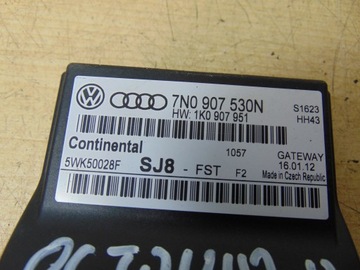 7N0 907 530N
HW: 1K0 907 951
S1623
HH43
Continental
1057
GATEWAY
5WK50028F
SJ8 - FST F2
16.01.12
Made in Czech Republic